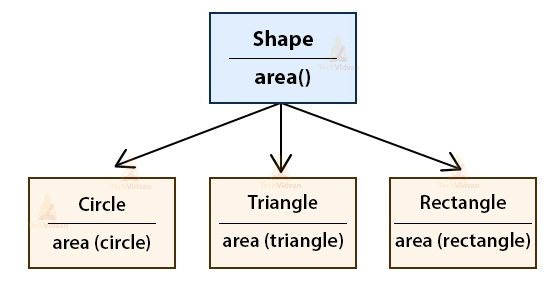 Shape
area()
Circle
area (circle)
Triangle
area (triangle)
Rectangle
area (rectangle)